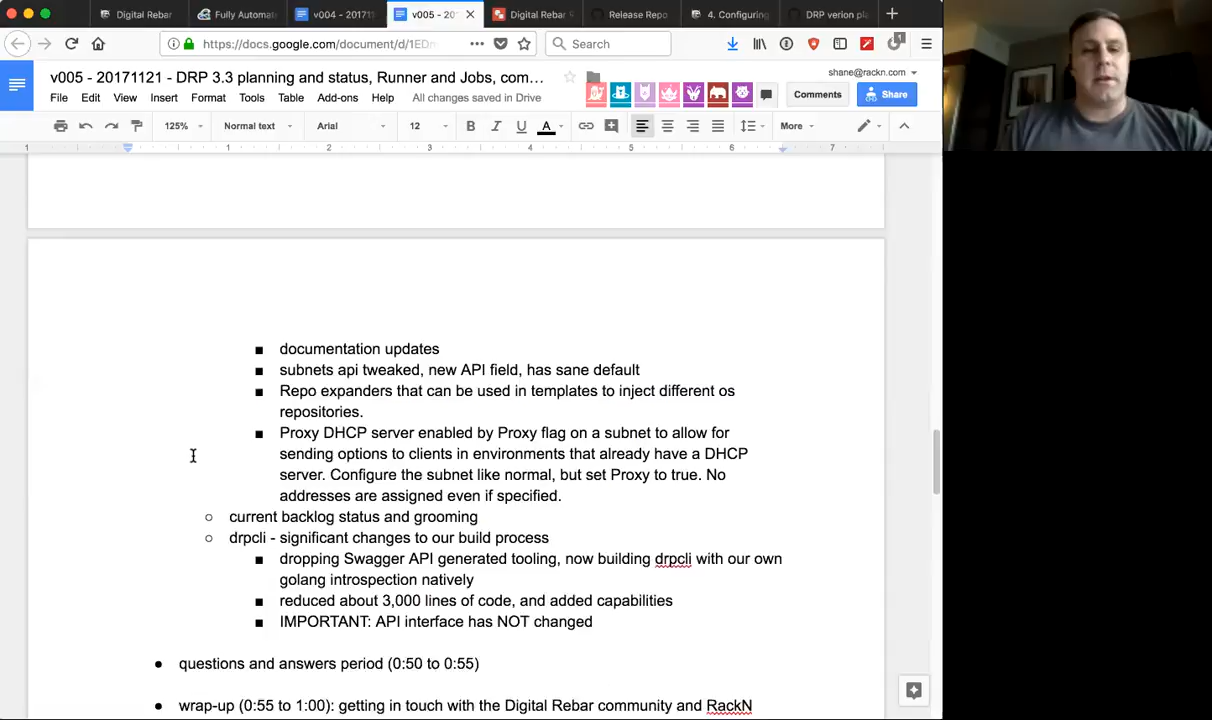 Digital Rebar
Fully Automat
v004 - 20171
v005 - 20
Digital Rebar
Release Repo
4. Configuring
DRP verion pl
https://docs.google.com/document/d/1ED
Search
v005 - 20171121 - DRP 3.3 planning and status, Runner and Jobs, com…
shane@rackn.com
File Edit View Insert Format Tools Table Add-ons Help All changes saved in Drive
Comments
Share
125% Normal text Arial 12 B I U A More
1 1 2 3 4 5 6 7
documentation updates
subnets api tweaked, new API field, has sane default
Repo expanders that can be used in templates to inject different os
repositories.
Proxy DHCP server enabled by Proxy flag on a subnet to allow for
sending options to clients in environments that already have a DHCP
server. Configure the subnet like normal, but set Proxy to true. No
addresses are assigned even if specified.
current backlog status and grooming
drpcli - significant changes to our build process
dropping Swagger API generated tooling, now building drpcli with our own
golang introspection natively
reduced about 3,000 lines of code, and added capabilities
IMPORTANT: API interface has NOT changed
questions and answers period (0:50 to 0:55)
wrap-up (0:55 to 1:00): getting in touch with the Digital Rebar community and RackN